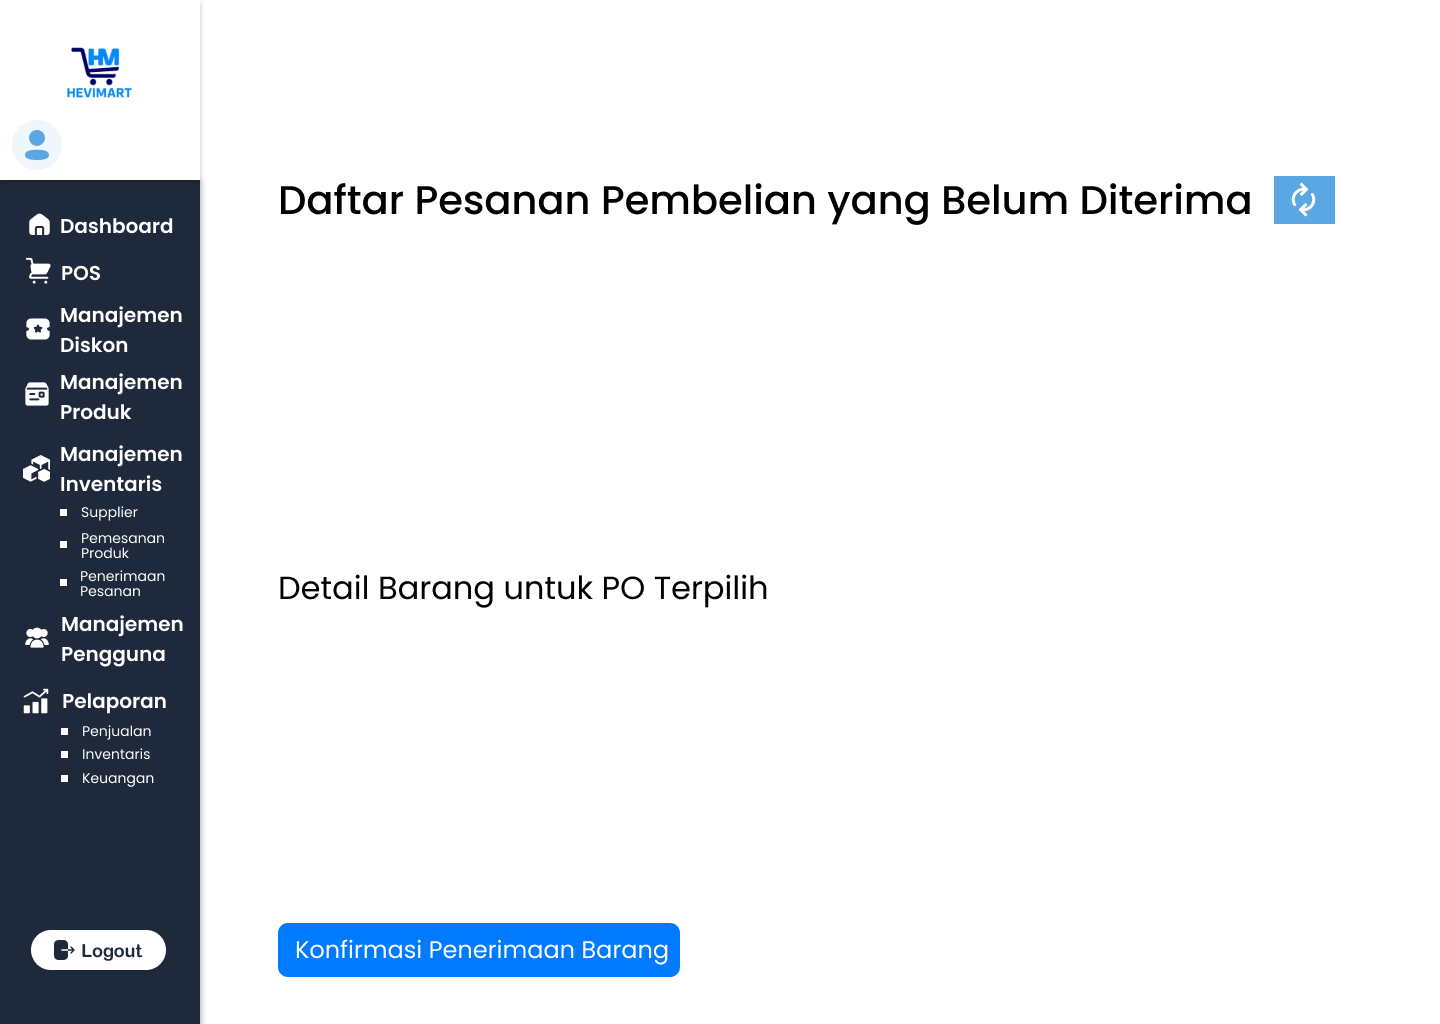 HM
HEVIMART
Dashboard
POS
Manajemen
Diskon
Manajemen
Produk
Manajemen
Inventaris
Supplier
Pemesanan
Produk
Penerimaan
Pesanan
Manajemen
Pengguna
Pelaporan
Penjualan
Inventaris
Keuangan
Logout
Daftar Pesanan Pembelian yang Belum Diterima
Detail Barang untuk PO Terpilih
Konfirmasi Penerimaan Barang